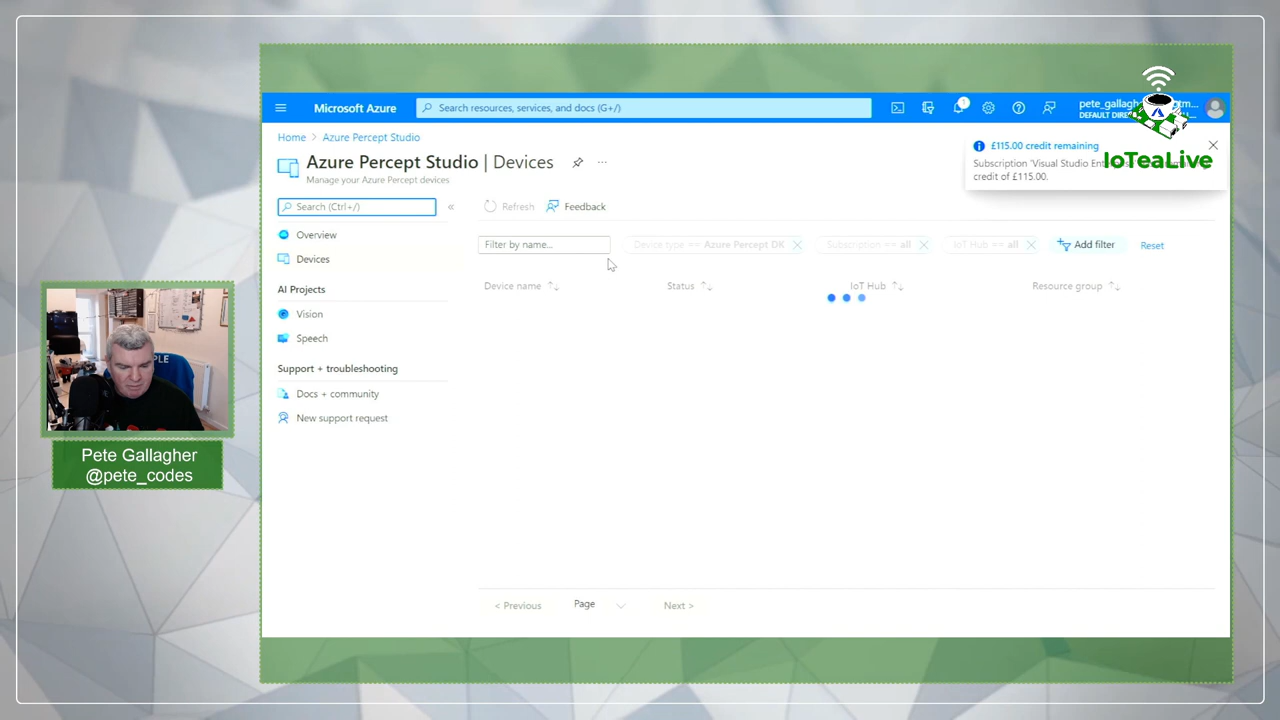 Microsoft Azure
Search resources, services, and docs (G+/)
1
DEFAULT DIRE
Home > Azure Percept Studio
Azure Percept Studio | Devices
...
Manage your Azure Percept devices
£115.00 credit remaining
Subscription 'Visual Studio
credit of £115.00.
IoTeaLive
Search (Ctrl+/)
«
Refresh
Feedback
Overview
Devices
AI Projects
Vision
Speech
Support + troubleshooting
Docs + community
New support request
Filter by name...
Device type == Azure Percept DK
Subscription == all
IoT Hub == all
Add filter
Reset
Device name
Status
IoT Hub
Resource group
< Previous
Page
Next >
PLE
Pete Gallagher
@pete_codes